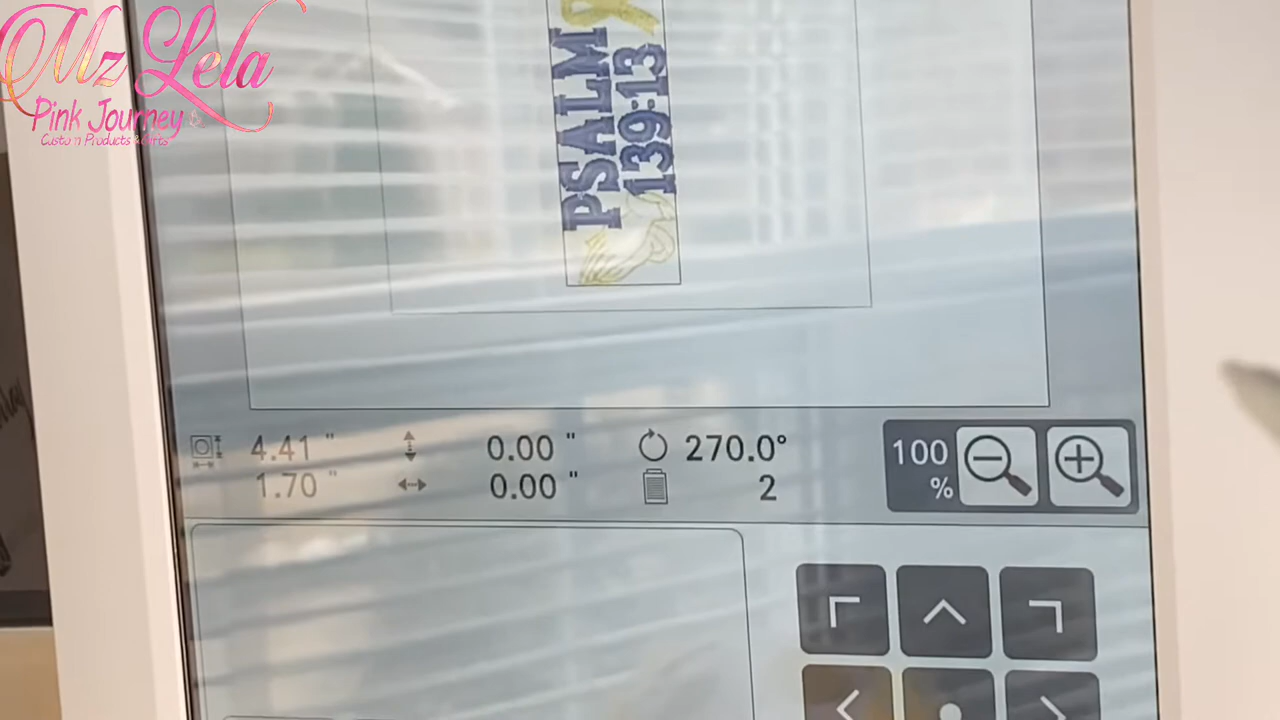 Mz Lela
Pink Journey
Custom Products & Gifts
PSALM
139:13
4.41 "
1.70 "
0.00 "
0.00 "
270.0°
2
100
%